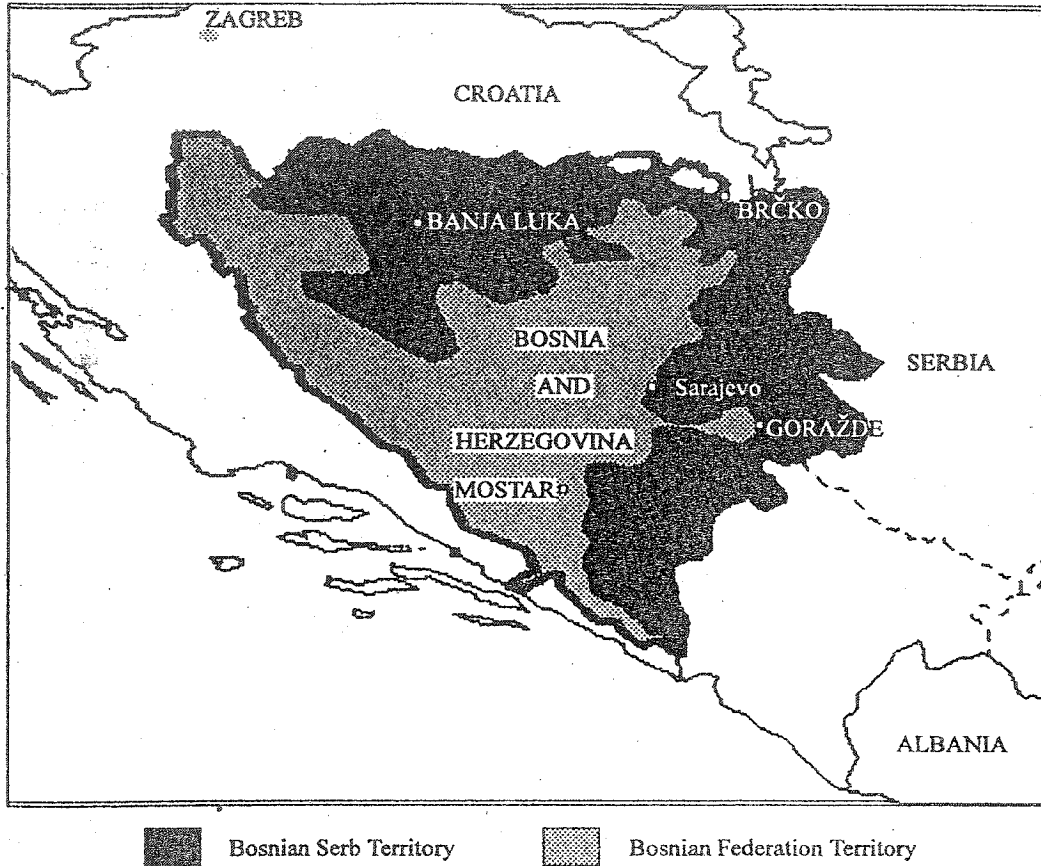 ZAGREB
CROATIA
BRČKO
BANJA LUKA
BOSNIA
AND
HERZEGOVINA
SERBIA
Sarajevo
GORAŽDE
MOSTAR
ALBANIA
Bosnian Serb Territory
Bosnian Federation Territory